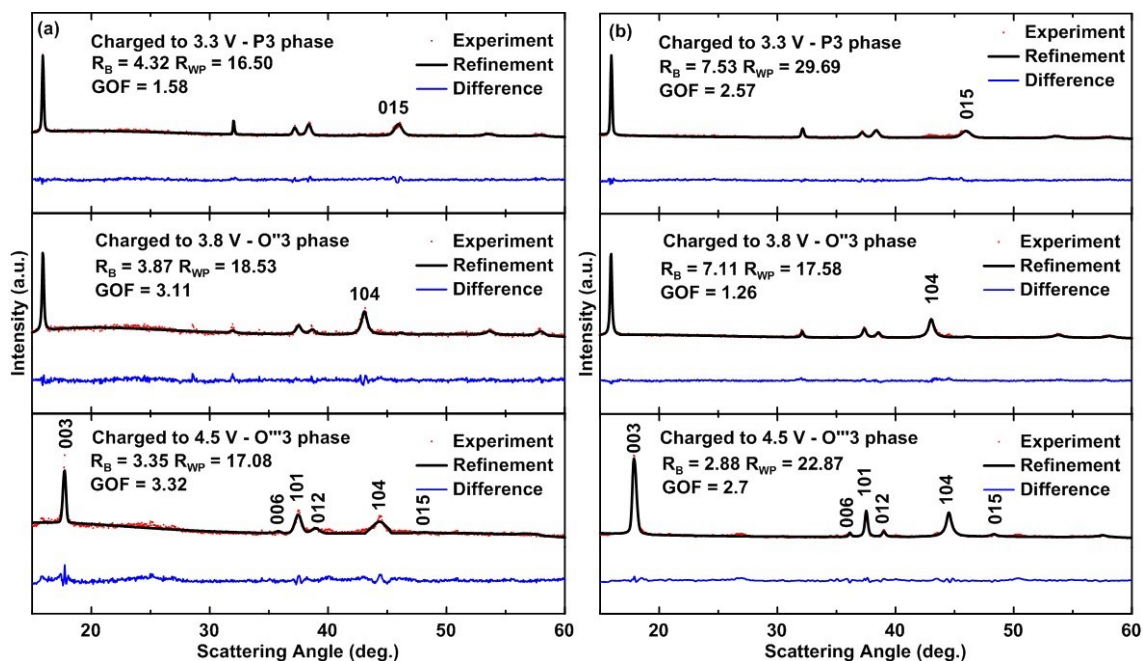 (a)
Charged to 3.3 V - P3 phase
R_B = 4.32 R_WP = 16.50
GOF = 1.58
Experiment
Refinement
Difference
015
Charged to 3.8 V - O"3 phase
R_B = 3.87 R_WP = 18.53
GOF = 3.11
Experiment
Refinement
Difference
104
Charged to 4.5 V - O'''3 phase
R_B = 3.35 R_WP = 17.08
GOF = 3.32
Experiment
Refinement
Difference
003
006
101
012
104
015
20 30 40 50 60
Scattering Angle (deg.)
Intensity (a.u.)
(b)
Charged to 3.3 V - P3 phase
R_B = 7.53 R_WP = 29.69
GOF = 2.57
Experiment
Refinement
Difference
015
Charged to 3.8 V - O"3 phase
R_B = 7.11 R_WP = 17.58
GOF = 1.26
Experiment
Refinement
Difference
104
Charged to 4.5 V - O'''3 phase
R_B = 2.88 R_WP = 22.87
GOF = 2.7
Experiment
Refinement
Difference
003
006
101
012
104
015
20 30 40 50 60
Scattering Angle (deg.)
Intensity (a.u.)